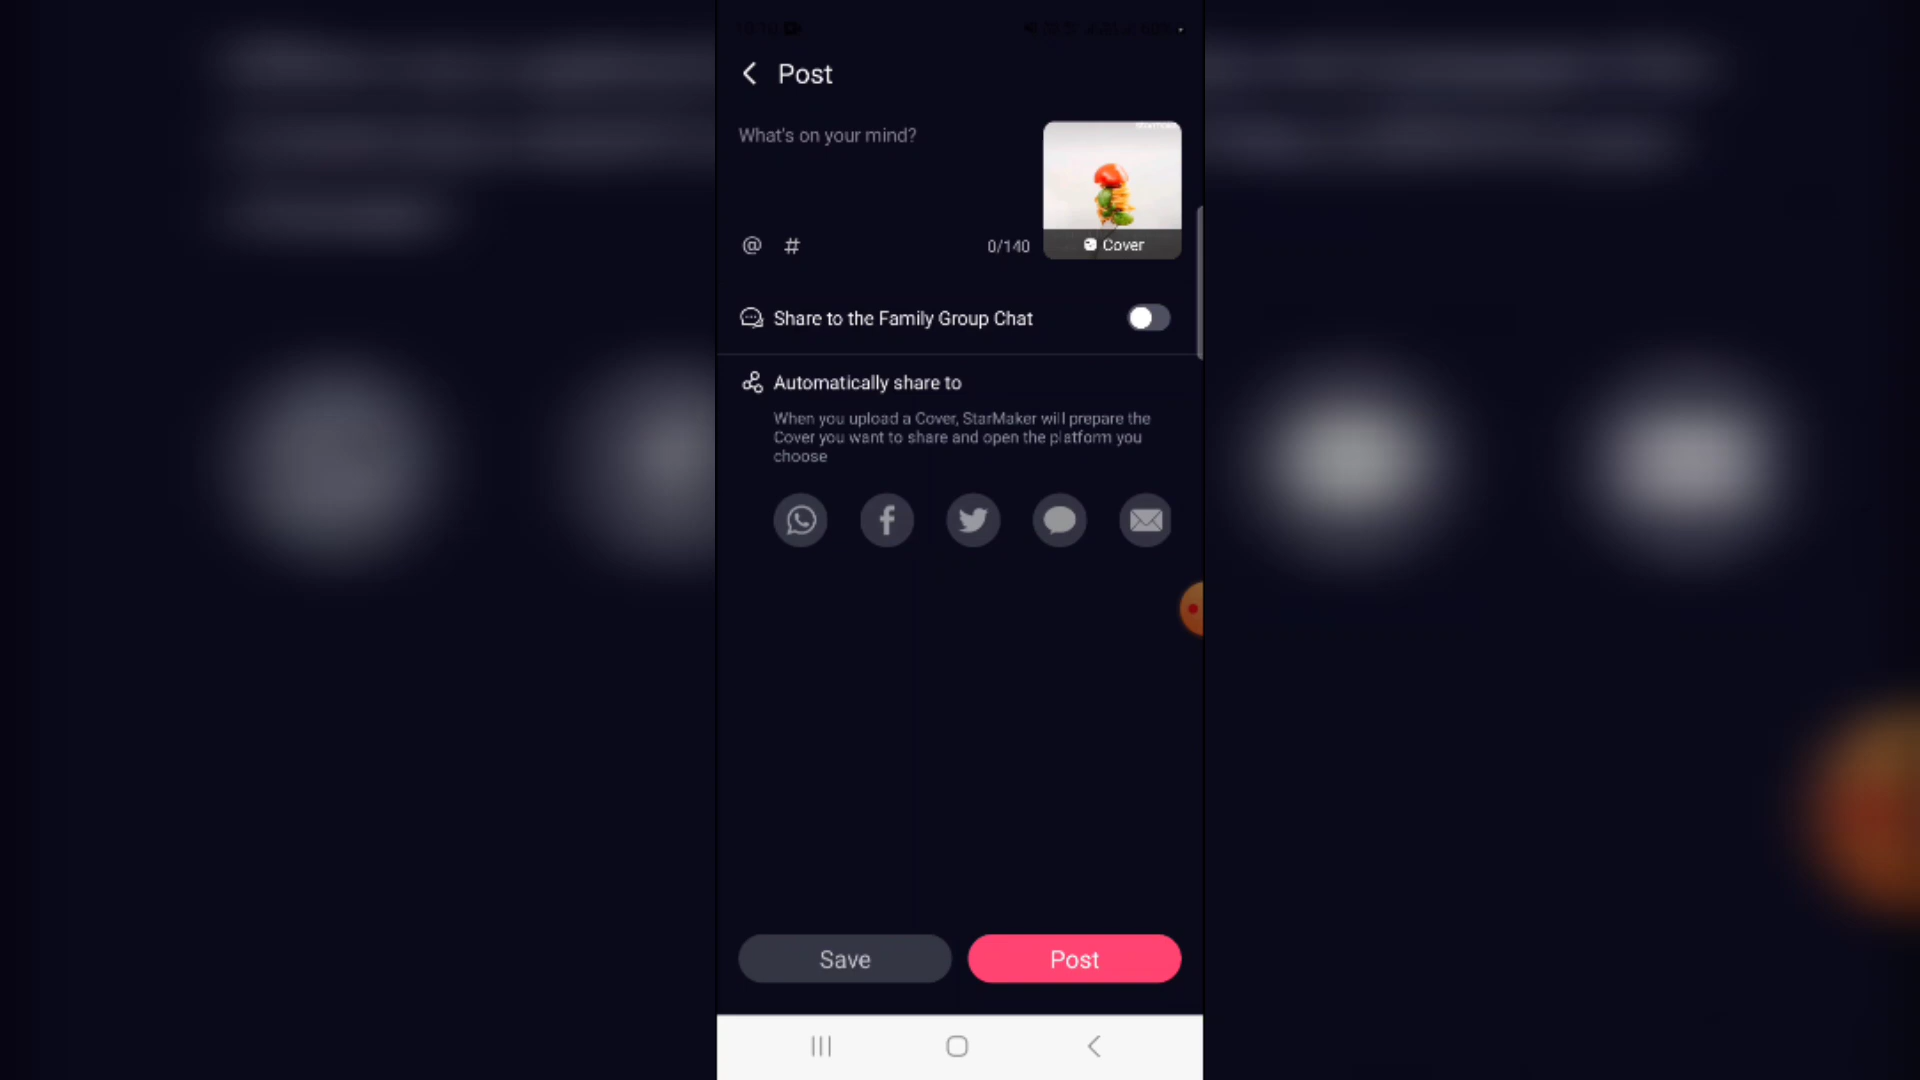 Post
What's on your mind?
@ # 0/140
Cover
Share to the Family Group Chat
Automatically share to
When you upload a Cover, StarMaker will prepare the
Cover you want to share and open the platform you
choose
Save
Post